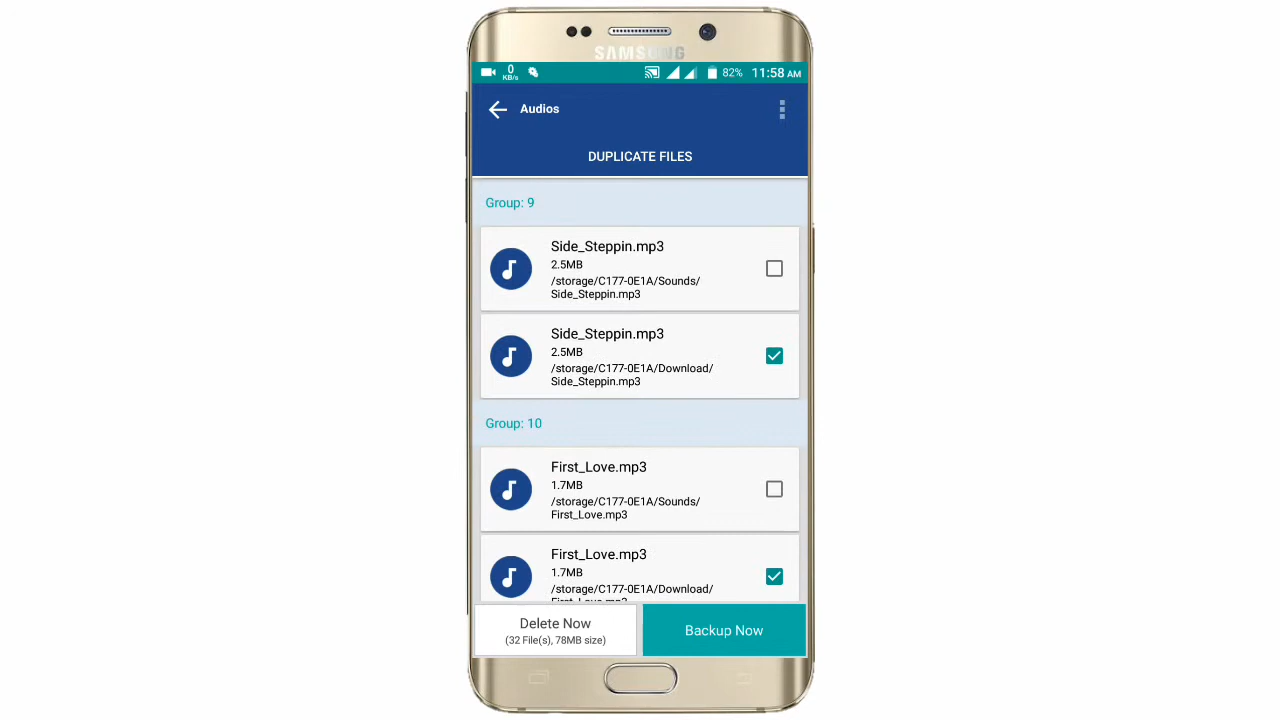 SAMSUNG
0
KB/s
82% 11:58 AM
Audios
DUPLICATE FILES
Group: 9
Side_Steppin.mp3
2.5MB
/storage/C177-0E1A/Sounds/
Side_Steppin.mp3
Side_Steppin.mp3
2.5MB
/storage/C177-0E1A/Download/
Side_Steppin.mp3
Group: 10
First_Love.mp3
1.7MB
/storage/C177-0E1A/Sounds/
First_Love.mp3
First_Love.mp3
1.7MB
/storage/C177-0E1A/Download/
First_Love.mp3
Delete Now
(32 File(s), 78MB size)
Backup Now